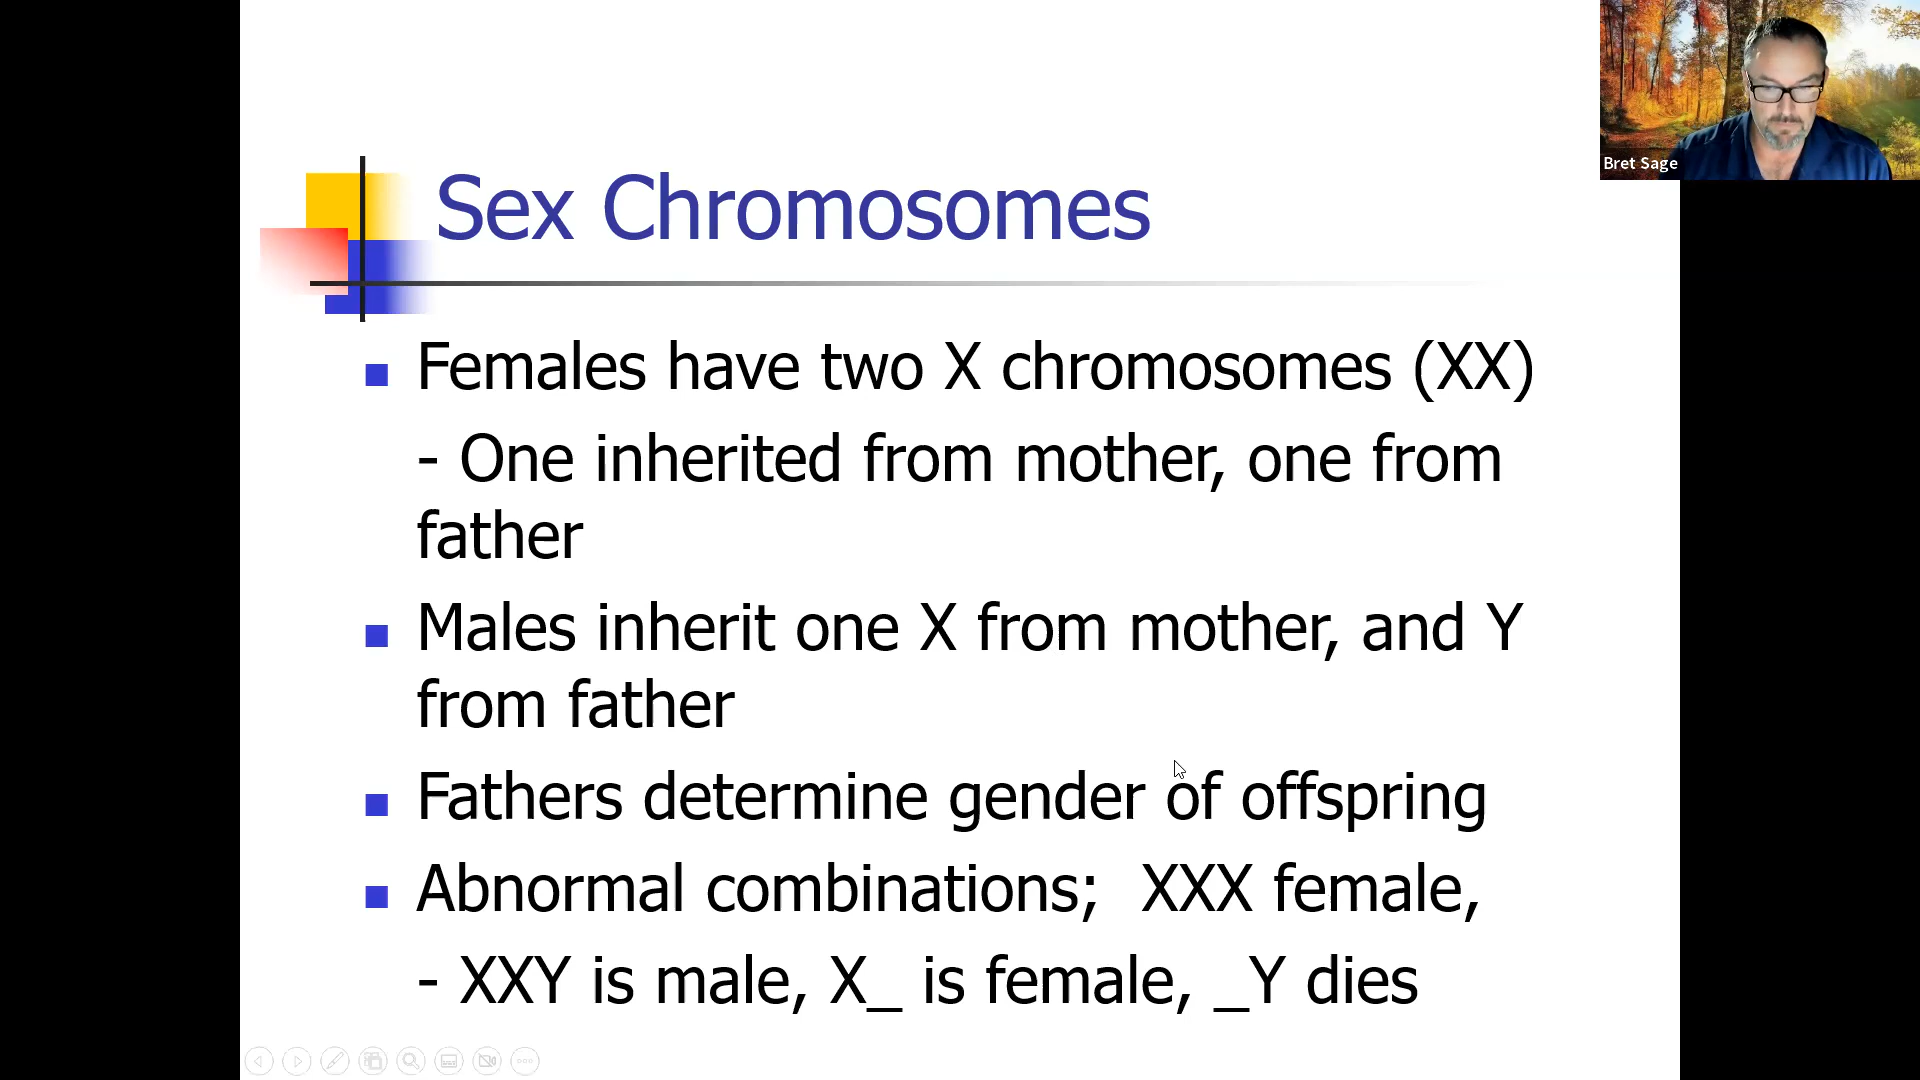 Bret Sage
Sex Chromosomes
Females have two X chromosomes (XX)
- One inherited from mother, one from
father
Males inherit one X from mother, and Y
from father
Fathers determine gender of offspring
Abnormal combinations;  XXX female,
- XXY is male, X_ is female, _Y dies